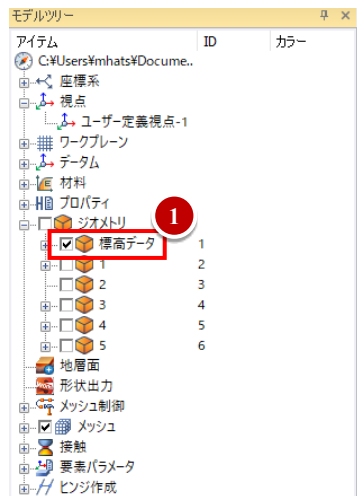 モデルツリー
アイテム ID カラー
C:¥Users¥mhats¥Docume..
座標系
視点
ユーザー定義視点-1
ワークプレーン
データム
材料
プロパティ
ジオメトリ
1
標高データ 1
1 2
2 3
3 4
4 5
5 6
地層面
形状出力
メッシュ制御
メッシュ
接触
要素パラメータ
ヒンジ作成